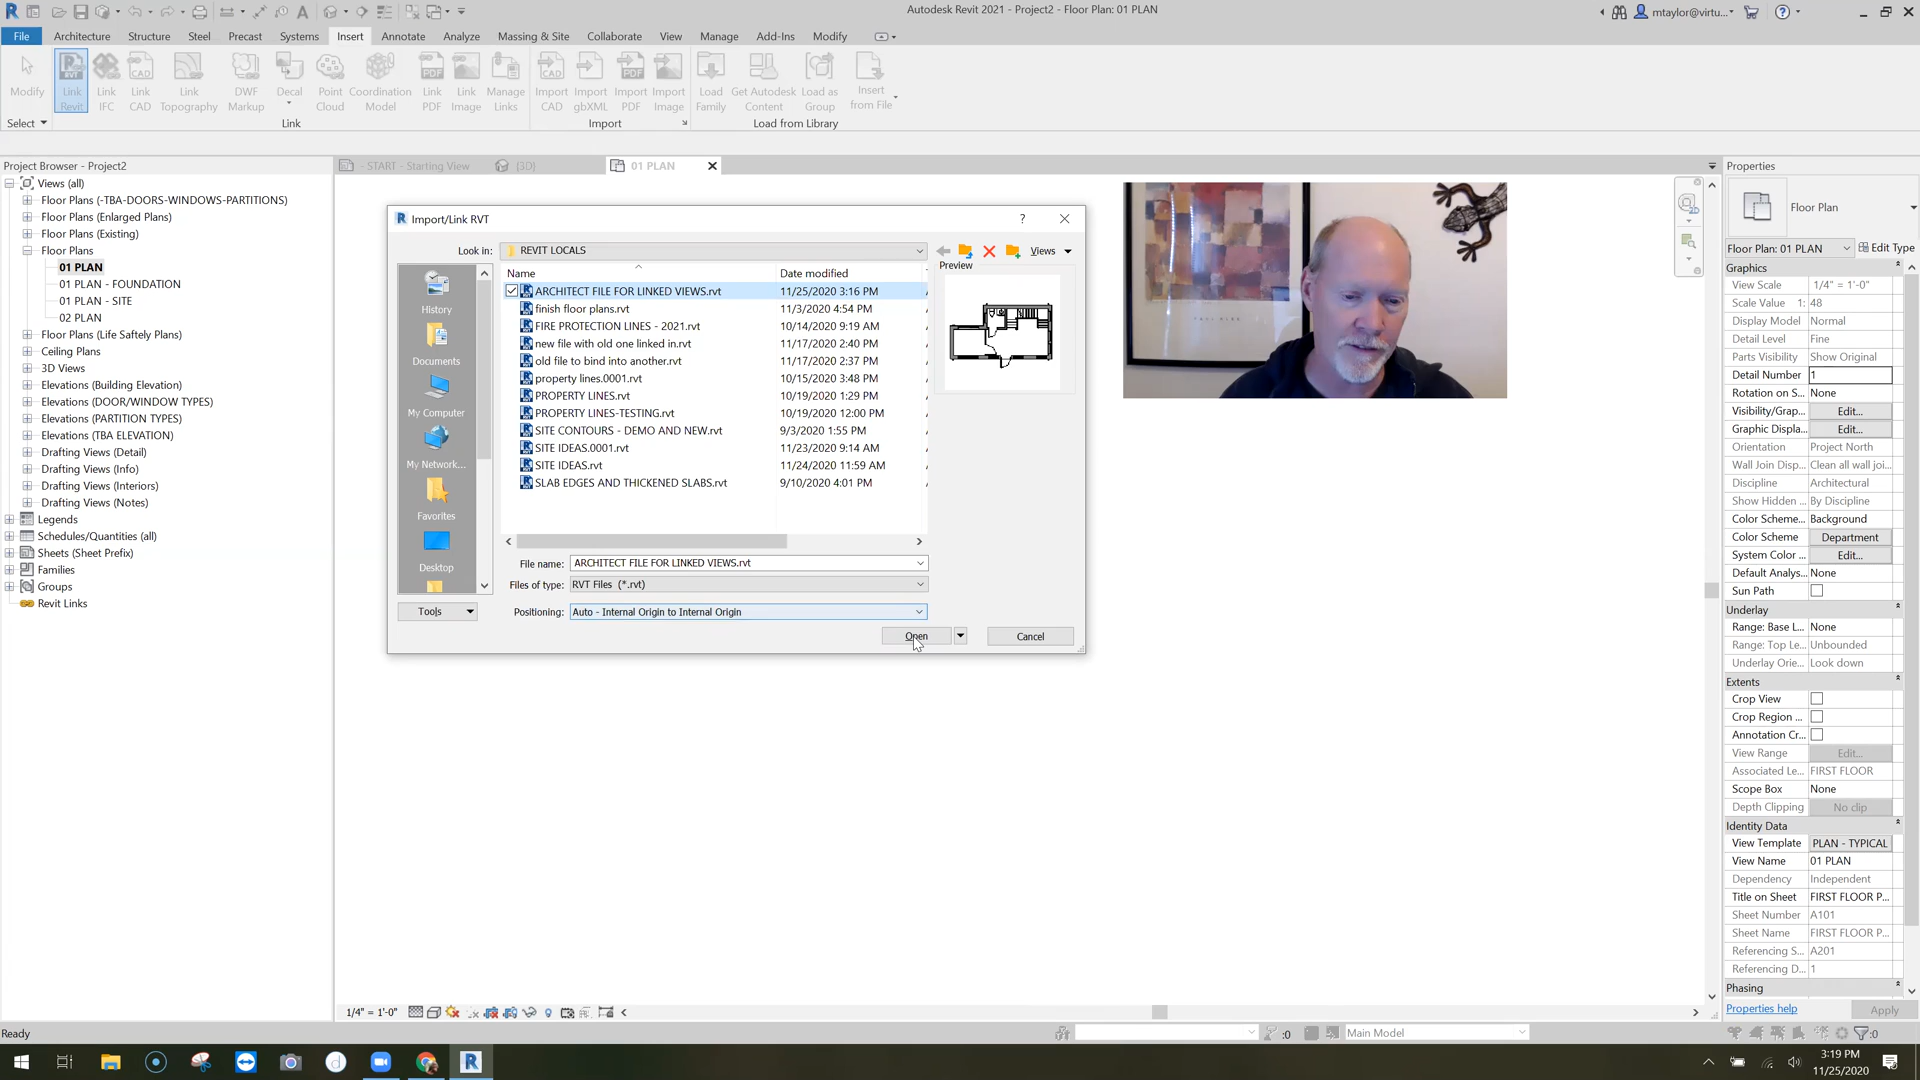 Autodesk Revit 2021 - Project2 - Floor Plan: 01 PLAN
mtaylor@virtu...
File Architecture Structure Steel Precast Systems Insert Annotate Analyze Massing & Site Collaborate View Manage Add-Ins Modify
Modify
Link Revit
Link IFC
Link CAD
Link Topography
DWF Markup
Decal
Point Cloud
Coordination Model
Link PDF
Link Image
Manage Links
Import CAD
Import gbXML
Import PDF
Import Image
Load Family
Get Autodesk Content
Load as Group
Insert from File
Select Link Import Load from Library
Project Browser - Project2
Views (all)
Floor Plans (-TBA-DOORS-WINDOWS-PARTITIONS)
Floor Plans (Enlarged Plans)
Floor Plans (Existing)
Floor Plans
01 PLAN
01 PLAN - FOUNDATION
01 PLAN - SITE
02 PLAN
Floor Plans (Life Saftely Plans)
Ceiling Plans
3D Views
Elevations (Building Elevation)
Elevations (DOOR/WINDOW TYPES)
Elevations (PARTITION TYPES)
Elevations (TBA ELEVATION)
Drafting Views (Detail)
Drafting Views (Info)
Drafting Views (Interiors)
Drafting Views (Notes)
Legends
Schedules/Quantities (all)
Sheets (Sheet Prefix)
Families
Groups
Revit Links
- START - Starting View {3D} 01 PLAN
Import/Link RVT
Look in: REVIT LOCALS Views
Name Date modified
Preview
ARCHITECT FILE FOR LINKED VIEWS.rvt 11/25/2020 3:16 PM
finish floor plans.rvt 11/3/2020 4:54 PM
FIRE PROTECTION LINES - 2021.rvt 10/14/2020 9:19 AM
new file with old one linked in.rvt 11/17/2020 2:40 PM
old file to bind into another.rvt 11/17/2020 2:37 PM
property lines.0001.rvt 10/15/2020 3:48 PM
PROPERTY LINES.rvt 10/19/2020 1:29 PM
PROPERTY LINES-TESTING.rvt 10/19/2020 12:00 PM
SITE CONTOURS - DEMO AND NEW.rvt 9/3/2020 1:55 PM
SITE IDEAS.0001.rvt 11/23/2020 9:14 AM
SITE IDEAS.rvt 11/24/2020 11:59 AM
SLAB EDGES AND THICKENED SLABS.rvt 9/10/2020 4:01 PM
History
Documents
My Computer
My Network...
Favorites
Desktop
File name: ARCHITECT FILE FOR LINKED VIEWS.rvt
Files of type: RVT Files (*.rvt)
Tools
Positioning: Auto - Internal Origin to Internal Origin
Open Cancel
Properties
Floor Plan
Floor Plan: 01 PLAN Edit Type
Graphics
View Scale 1/4" = 1'-0"
Scale Value 1: 48
Display Model Normal
Detail Level Fine
Parts Visibility Show Original
Detail Number 1
Rotation on S... None
Visibility/Grap... Edit...
Graphic Displa... Edit...
Orientation Project North
Wall Join Disp... Clean all wall joi...
Discipline Architectural
Show Hidden ... By Discipline
Color Scheme... Background
Color Scheme Department
System Color ... Edit...
Default Analys... None
Sun Path
Underlay
Range: Base L... None
Range: Top Le... Unbounded
Underlay Orie... Look down
Extents
Crop View
Crop Region ...
Annotation Cr...
View Range Edit...
Associated Le... FIRST FLOOR
Scope Box None
Depth Clipping No clip
Identity Data
View Template PLAN - TYPICAL
View Name 01 PLAN
Dependency Independent
Title on Sheet FIRST FLOOR P...
Sheet Number A101
Sheet Name FIRST FLOOR P...
Referencing S... A201
Referencing D... 1
Phasing
Properties help Apply
1/4" = 1'-0"
Ready
:0 Main Model :0
3:19 PM
11/25/2020